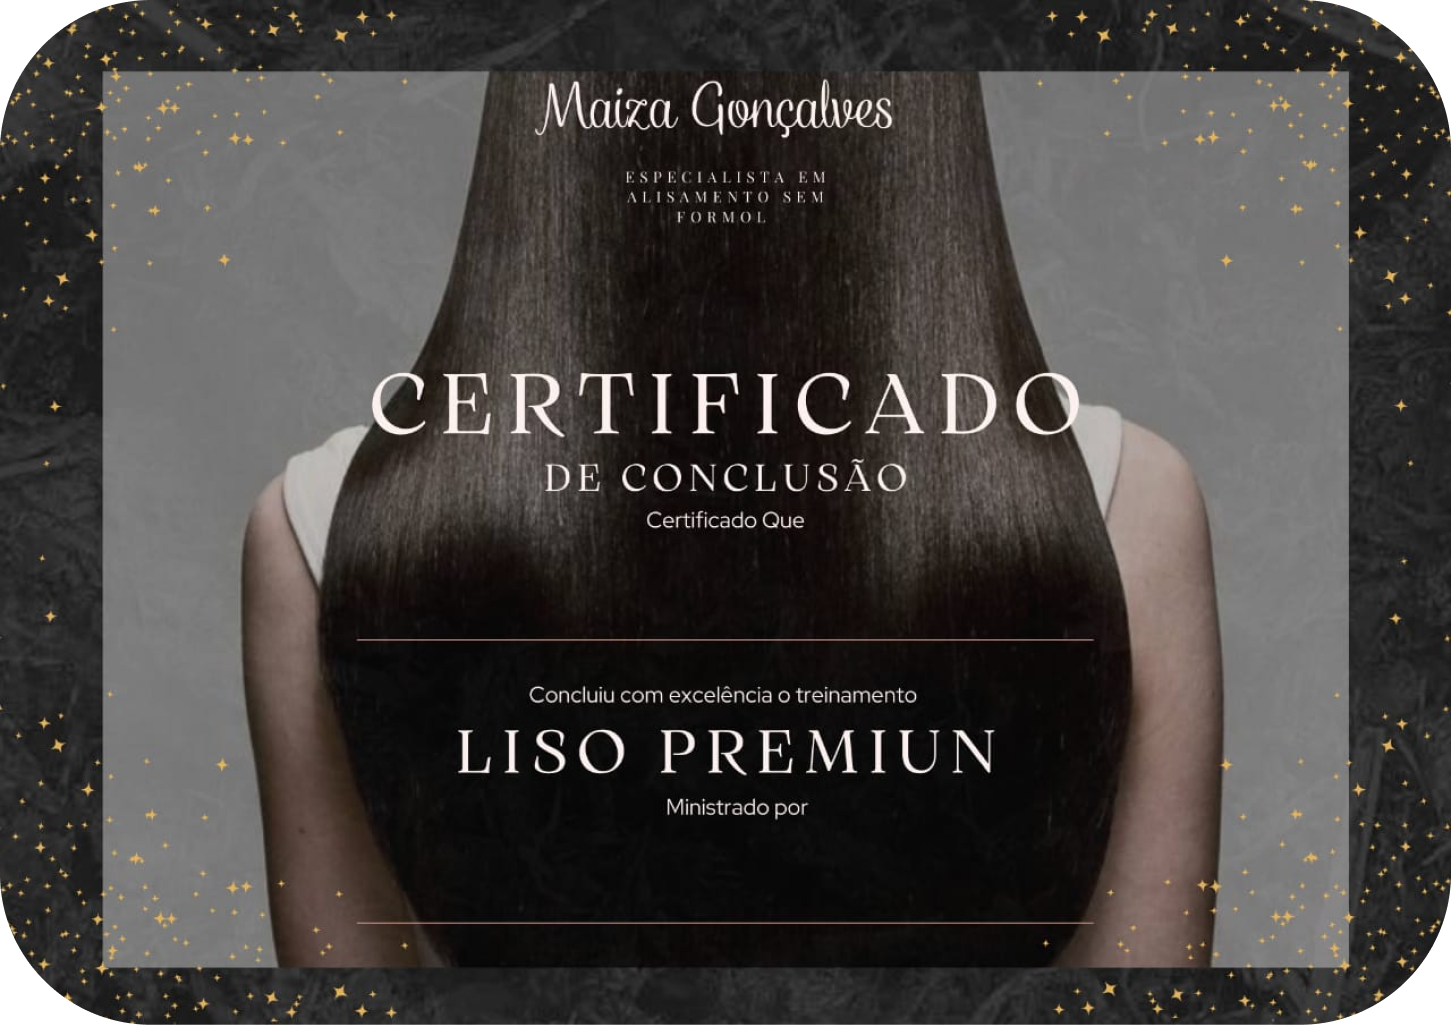 Maiza Gonçalves
ESPECIALISTA EM
ALISAMENTO SEM
FORMOL
CERTIFICADO
DE CONCLUSÃO
Certificado Que
Concluiu com excelência o treinamento
LISO PREMIUN
Ministrado por